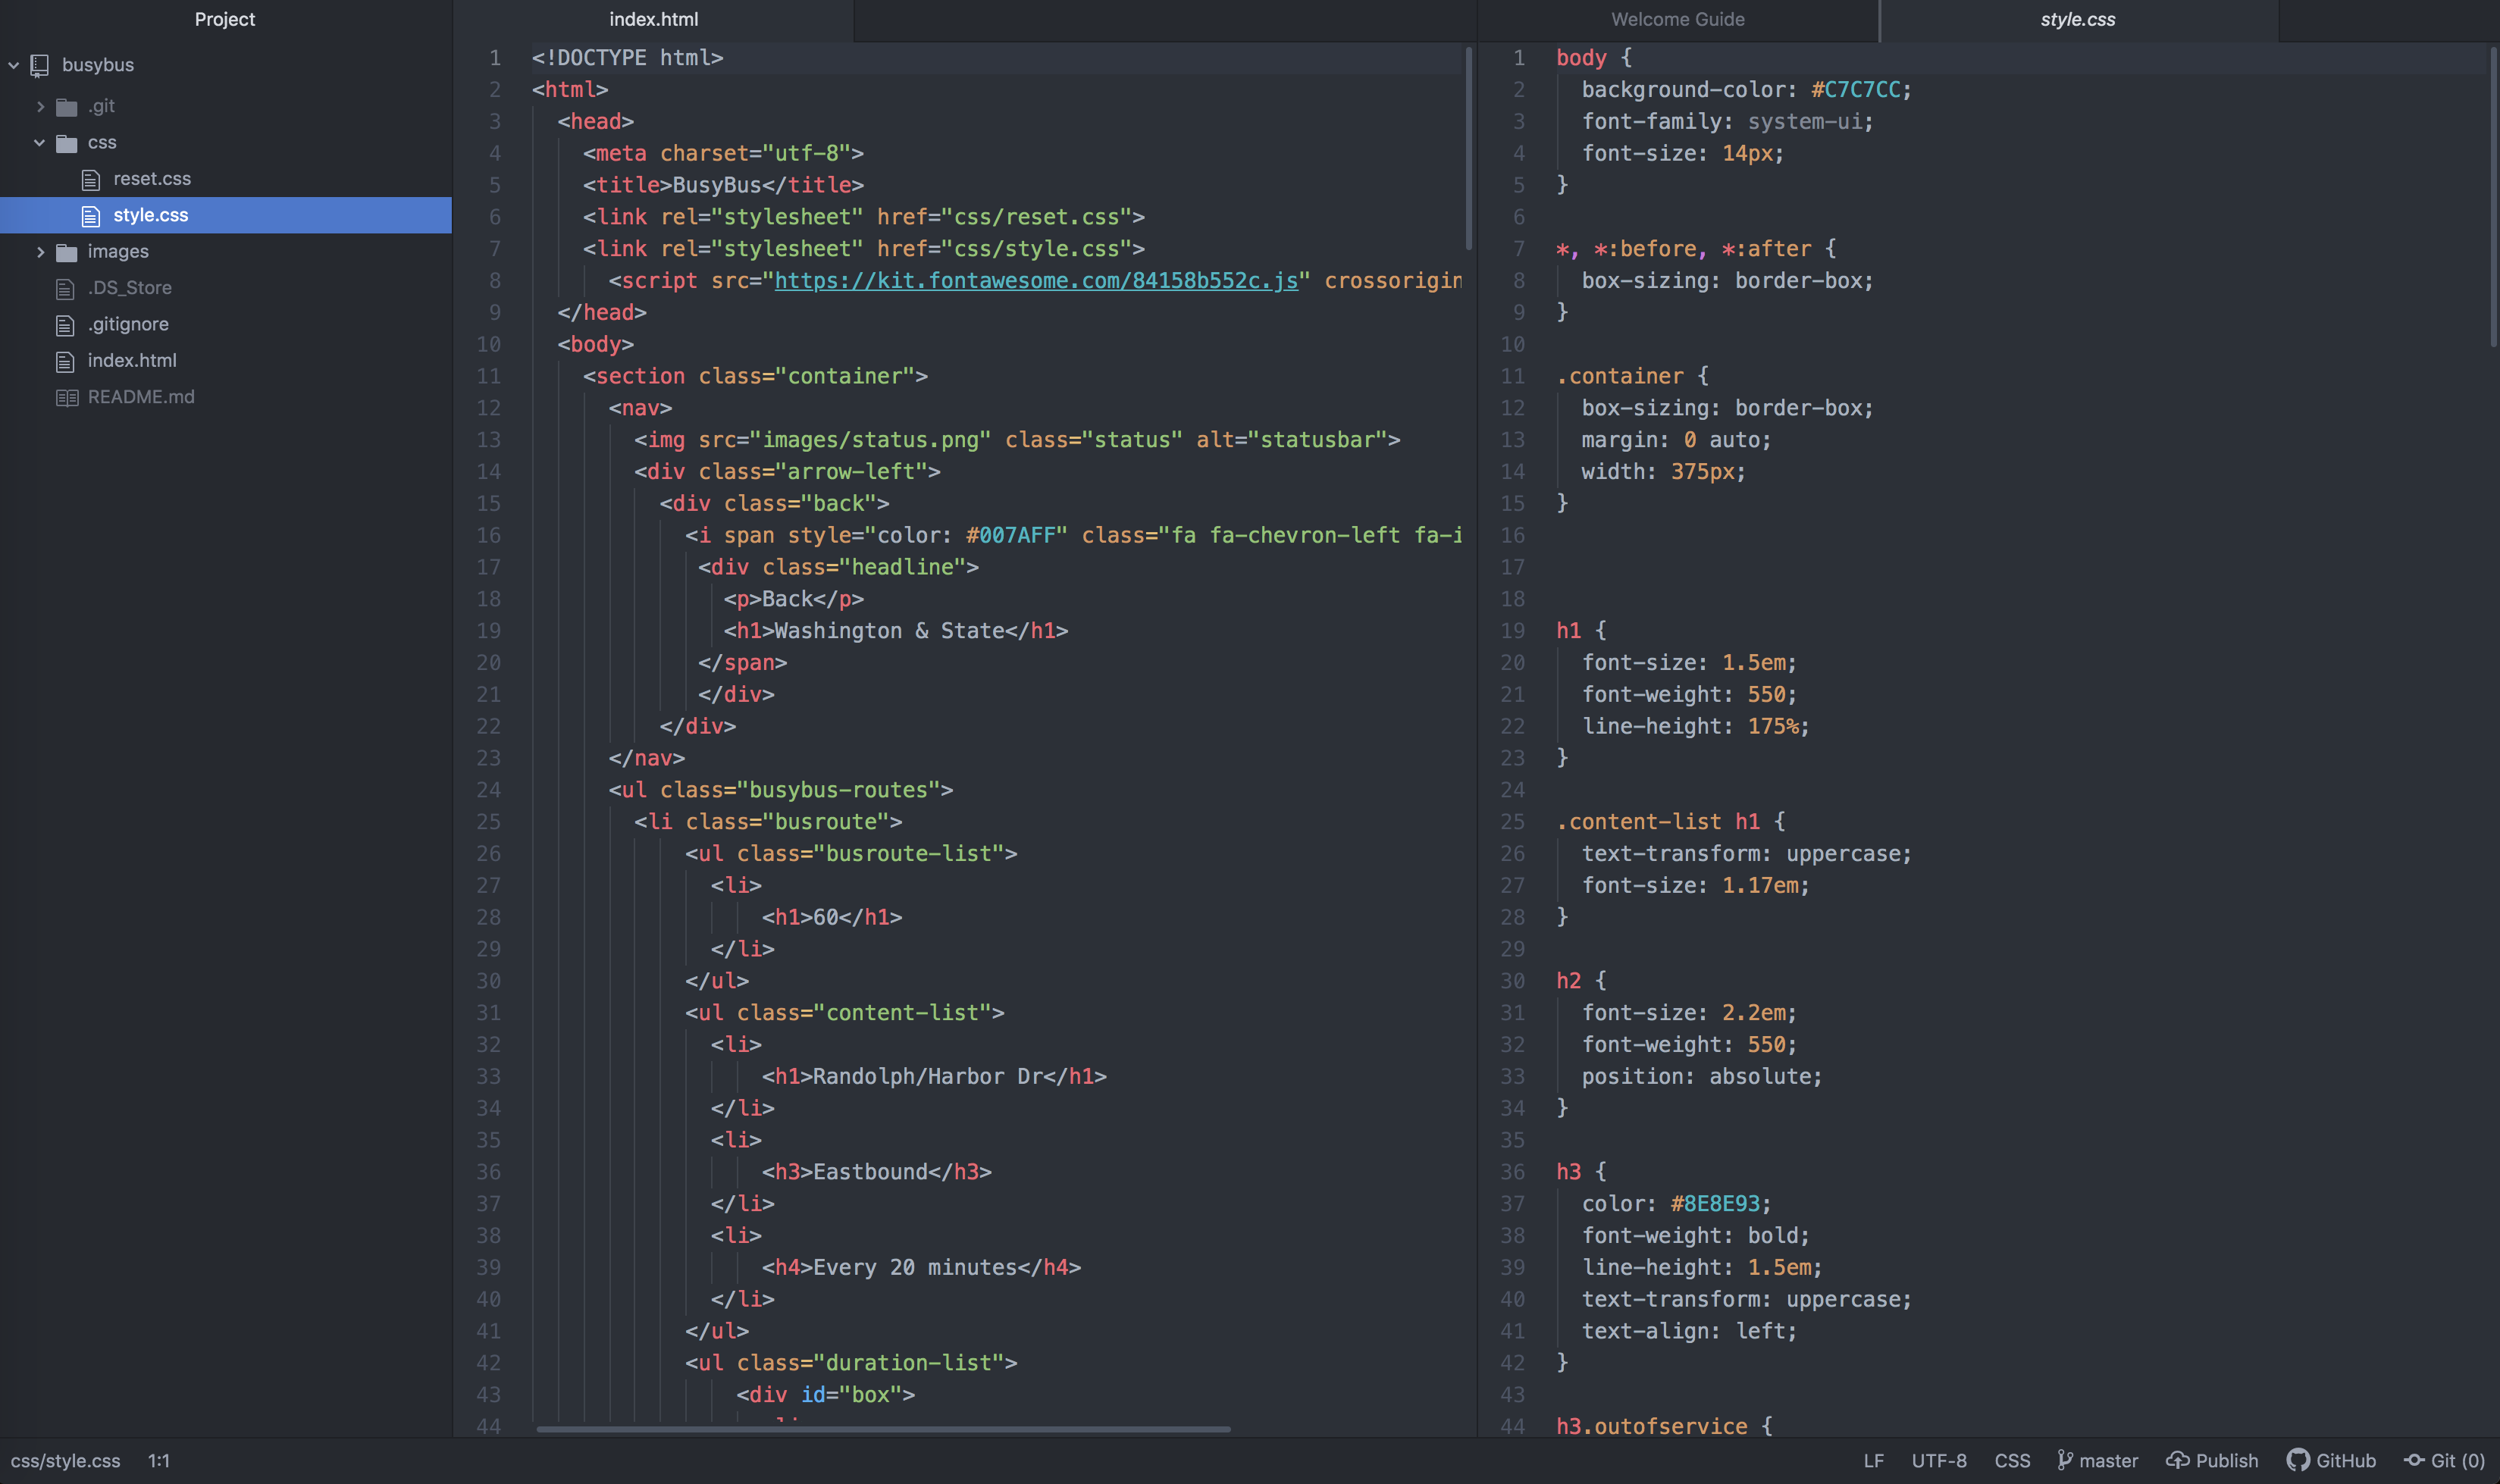 Project
busybus
.git
css
reset.css
style.css
images
.DS_Store
.gitignore
index.html
README.md
index.html
1 <!DOCTYPE html>
2 <html>
3 <head>
4 <meta charset="utf-8">
5 <title>BusyBus</title>
6 <link rel="stylesheet" href="css/reset.css">
7 <link rel="stylesheet" href="css/style.css">
8 <script src="https://kit.fontawesome.com/84158b552c.js" crossorigin
9 </head>
10 <body>
11 <section class="container">
12 <nav>
13 <img src="images/status.png" class="status" alt="statusbar">
14 <div class="arrow-left">
15 <div class="back">
16 <i span style="color: #007AFF" class="fa fa-chevron-left fa-i
17 <div class="headline">
18 <p>Back</p>
19 <h1>Washington & State</h1>
20 </span>
21 </div>
22 </div>
23 </nav>
24 <ul class="busybus-routes">
25 <li class="busroute">
26 <ul class="busroute-list">
27 <li>
28 <h1>60</h1>
29 </li>
30 </ul>
31 <ul class="content-list">
32 <li>
33 <h1>Randolph/Harbor Dr</h1>
34 </li>
35 <li>
36 <h3>Eastbound</h3>
37 </li>
38 <li>
39 <h4>Every 20 minutes</h4>
40 </li>
41 </ul>
42 <ul class="duration-list">
43 <div id="box">
44
Welcome Guide
style.css
1 body {
2 background-color: #C7C7CC;
3 font-family: system-ui;
4 font-size: 14px;
5 }
6
7 *, *:before, *:after {
8 box-sizing: border-box;
9 }
10
11 .container {
12 box-sizing: border-box;
13 margin: 0 auto;
14 width: 375px;
15 }
16
17
18
19 h1 {
20 font-size: 1.5em;
21 font-weight: 550;
22 line-height: 175%;
23 }
24
25 .content-list h1 {
26 text-transform: uppercase;
27 font-size: 1.17em;
28 }
29
30 h2 {
31 font-size: 2.2em;
32 font-weight: 550;
33 position: absolute;
34 }
35
36 h3 {
37 color: #8E8E93;
38 font-weight: bold;
39 line-height: 1.5em;
40 text-transform: uppercase;
41 text-align: left;
42 }
43
44 h3.outofservice {
css/style.css 1:1
LF UTF-8 CSS master Publish GitHub Git (0)